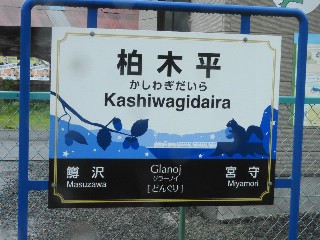 柏木平
かしわぎだいら
Kashiwagidaira
鱒沢
Masuzawa
Glanoj
グラーノイ
[どんぐり]
宮守
Miyamori